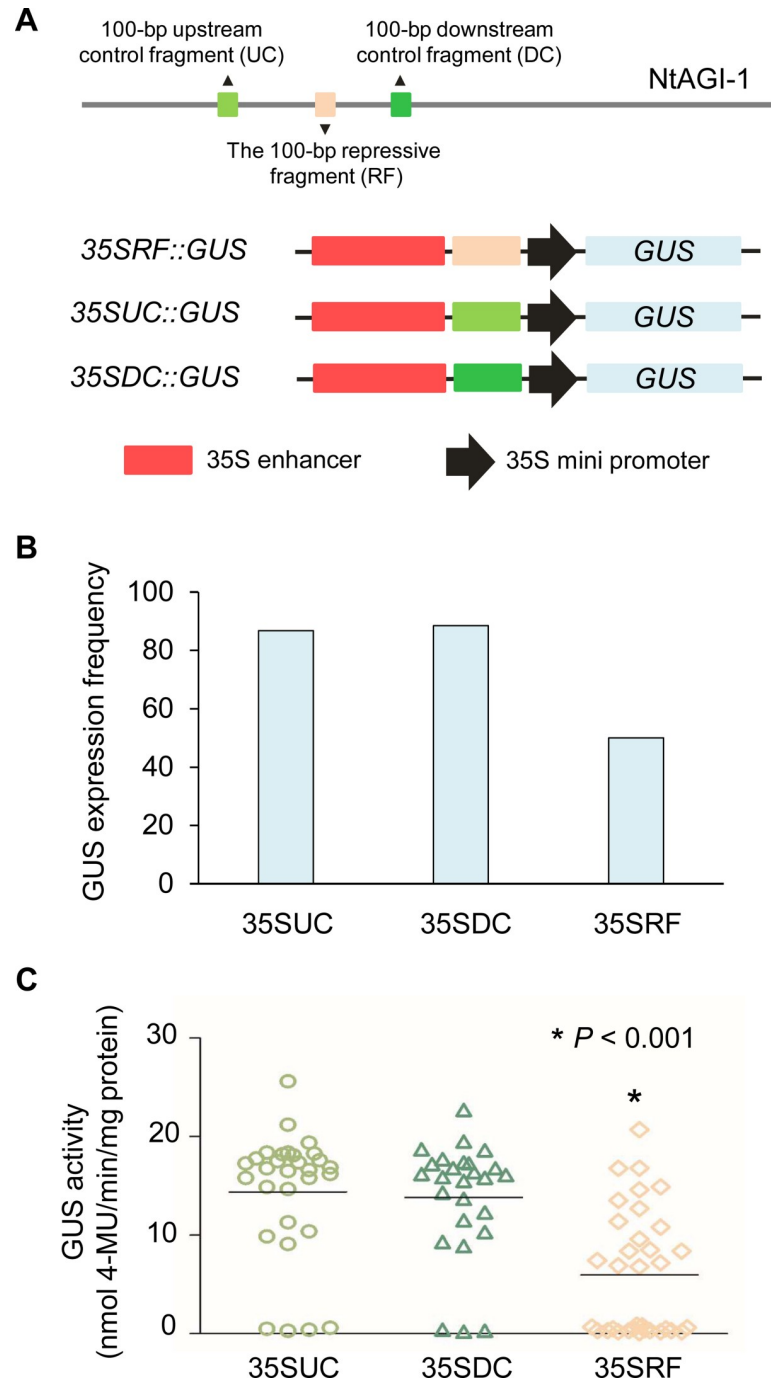 A
100-bp upstream
control fragment (UC)
100-bp downstream
control fragment (DC)
NtAGI-1
The 100-bp repressive
fragment (RF)
35SRF::GUS
GUS
35SUC::GUS
GUS
35SDC::GUS
GUS
35S enhancer
35S mini promoter
B
GUS expression frequency
100
80
60
40
20
0
35SUC
35SDC
35SRF
C
GUS activity
(nmol 4-MU/min/mg protein)
30
20
10
0
* P < 0.001
*
35SUC
35SDC
35SRF